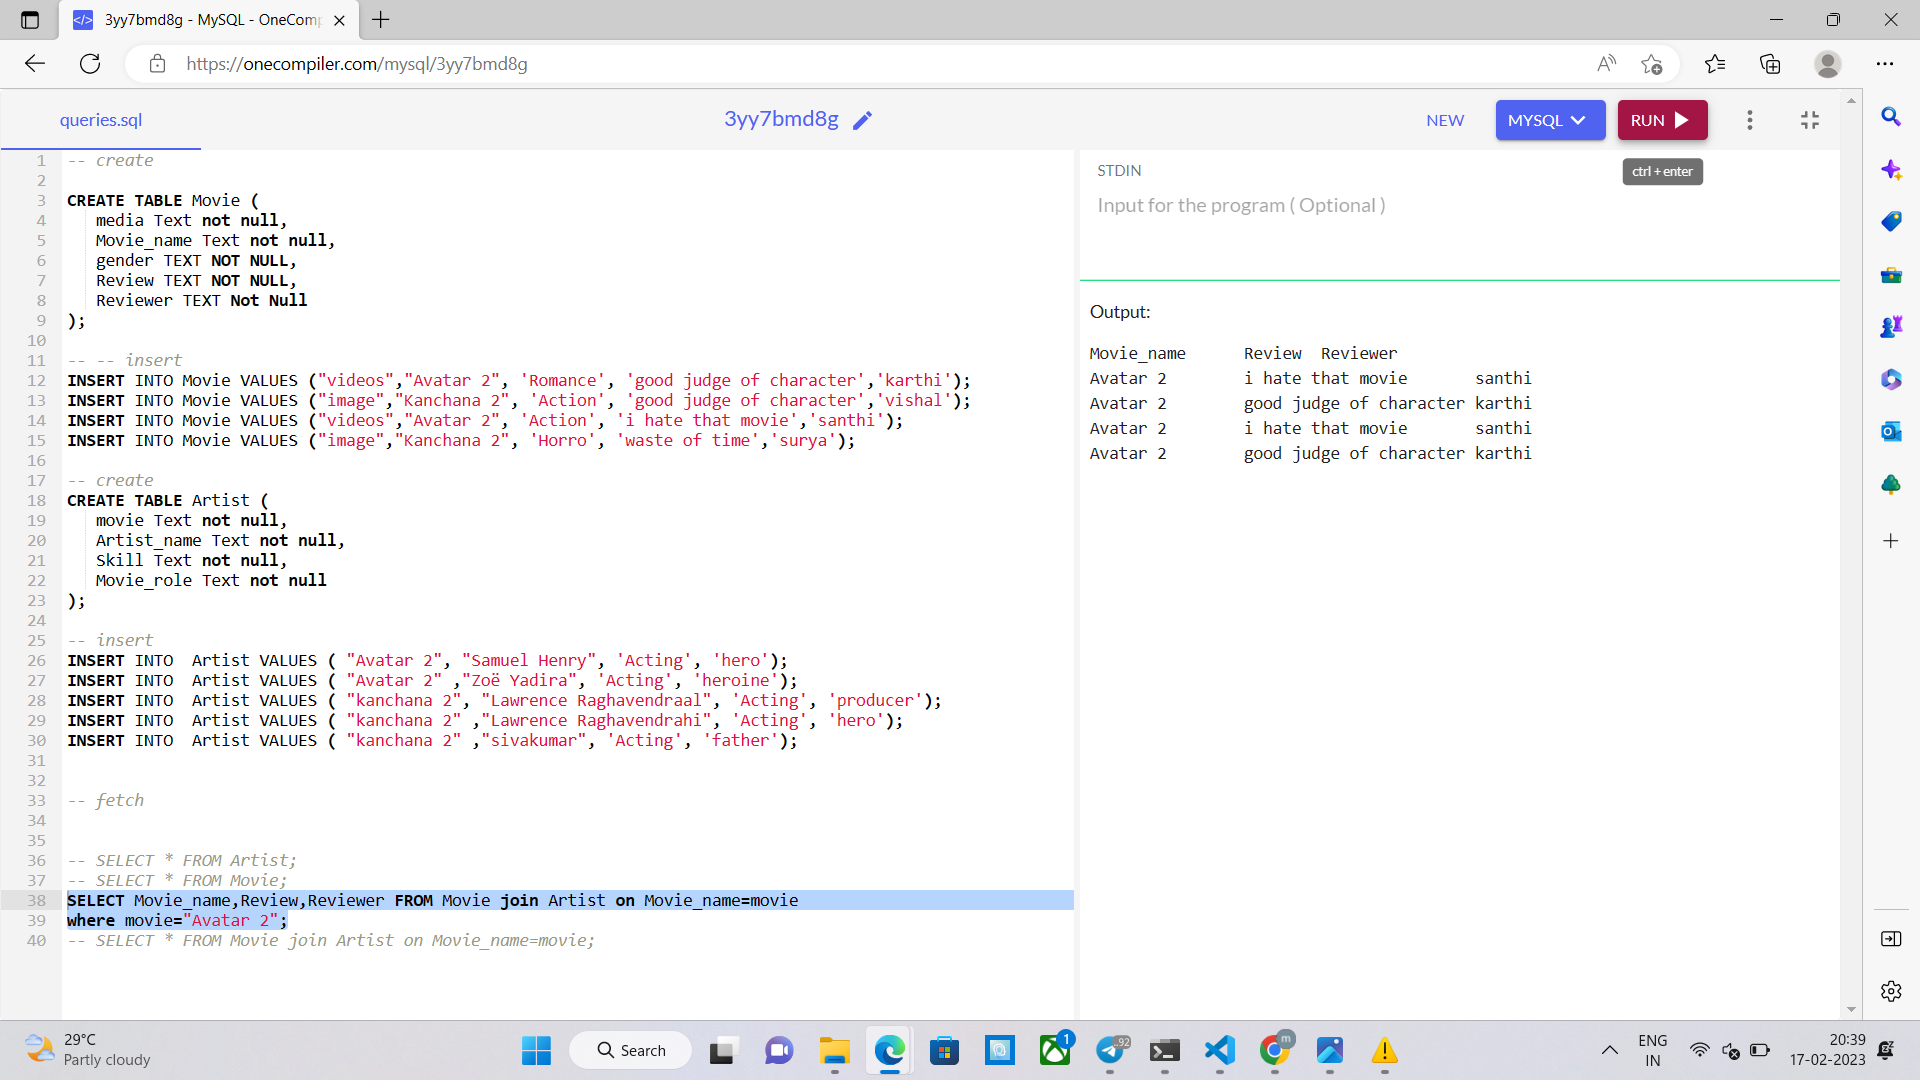 3yy7bmd8g - MySQL - OneComp
https://onecompiler.com/mysql/3yy7bmd8g
queries.sql
3yy7bmd8g
NEW
MYSQL
RUN
ctrl + enter
1 -- create
2
3 CREATE TABLE Movie (
4 media Text not null,
5 Movie_name Text not null,
6 gender TEXT NOT NULL,
7 Review TEXT NOT NULL,
8 Reviewer TEXT Not Null
9 );
10
11 -- -- insert
12 INSERT INTO Movie VALUES ("videos","Avatar 2", 'Romance', 'good judge of character','karthi');
13 INSERT INTO Movie VALUES ("image","Kanchana 2", 'Action', 'good judge of character','vishal');
14 INSERT INTO Movie VALUES ("videos","Avatar 2", 'Action', 'i hate that movie','santhi');
15 INSERT INTO Movie VALUES ("image","Kanchana 2", 'Horro', 'waste of time','surya');
16
17 -- create
18 CREATE TABLE Artist (
19 movie Text not null,
20 Artist_name Text not null,
21 Skill Text not null,
22 Movie_role Text not null
23 );
24
25 -- insert
26 INSERT INTO  Artist VALUES ( "Avatar 2", "Samuel Henry", 'Acting', 'hero');
27 INSERT INTO  Artist VALUES ( "Avatar 2" ,"Zoë Yadira", 'Acting', 'heroine');
28 INSERT INTO  Artist VALUES ( "kanchana 2", "Lawrence Raghavendraal", 'Acting', 'producer');
29 INSERT INTO  Artist VALUES ( "kanchana 2" ,"Lawrence Raghavendrahi", 'Acting', 'hero');
30 INSERT INTO  Artist VALUES ( "kanchana 2" ,"sivakumar", 'Acting', 'father');
31
32
33 -- fetch
34
35
36 -- SELECT * FROM Artist;
37 -- SELECT * FROM Movie;
38 SELECT Movie_name,Review,Reviewer FROM Movie join Artist on Movie_name=movie
39 where movie="Avatar 2";
40 -- SELECT * FROM Movie join Artist on Movie_name=movie;
STDIN
Input for the program ( Optional )
Output:
Movie_name Review Reviewer
Avatar 2 i hate that movie santhi
Avatar 2 good judge of character karthi
Avatar 2 i hate that movie santhi
Avatar 2 good judge of character karthi
29°C
Partly cloudy
Search
1
92
m
ENG
IN
20:39
17-02-2023